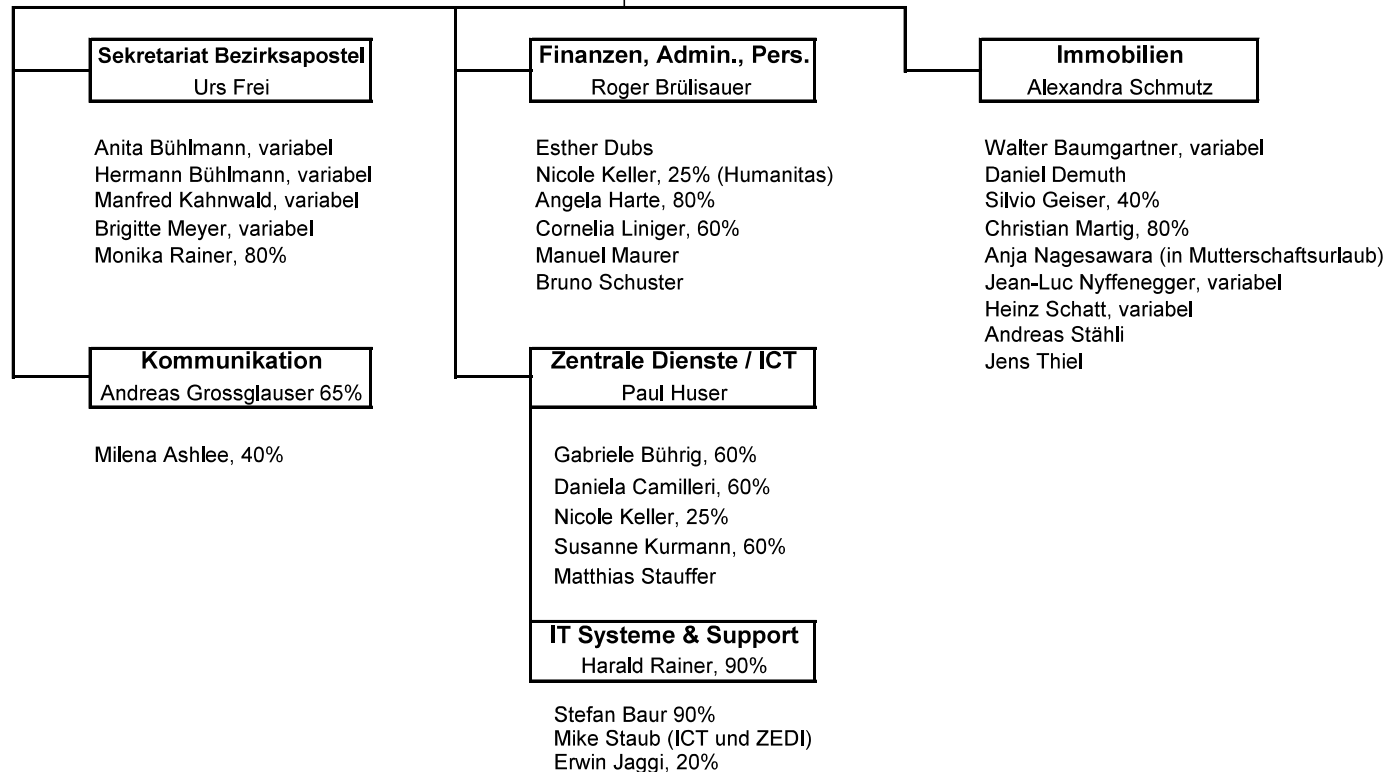 Sekretariat Bezirksapostel
Urs Frei
Anita Bühlmann, variabel
Hermann Bühlmann, variabel
Manfred Kahnwald, variabel
Brigitte Meyer, variabel
Monika Rainer, 80%
Kommunikation
Andreas Grossglauser 65%
Milena Ashlee, 40%
Finanzen, Admin., Pers.
Roger Brülisauer
Esther Dubs
Nicole Keller, 25% (Humanitas)
Angela Harte, 80%
Cornelia Liniger, 60%
Manuel Maurer
Bruno Schuster
Zentrale Dienste / ICT
Paul Huser
Gabriele Bührig, 60%
Daniela Camilleri, 60%
Nicole Keller, 25%
Susanne Kurmann, 60%
Matthias Stauffer
IT Systeme & Support
Harald Rainer, 90%
Stefan Baur 90%
Mike Staub (ICT und ZEDI)
Erwin Jaggi, 20%
Immobilien
Alexandra Schmutz
Walter Baumgartner, variabel
Daniel Demuth
Silvio Geiser, 40%
Christian Martig, 80%
Anja Nagesawara (in Mutterschaftsurlaub)
Jean-Luc Nyffenegger, variabel
Heinz Schatt, variabel
Andreas Stähli
Jens Thiel